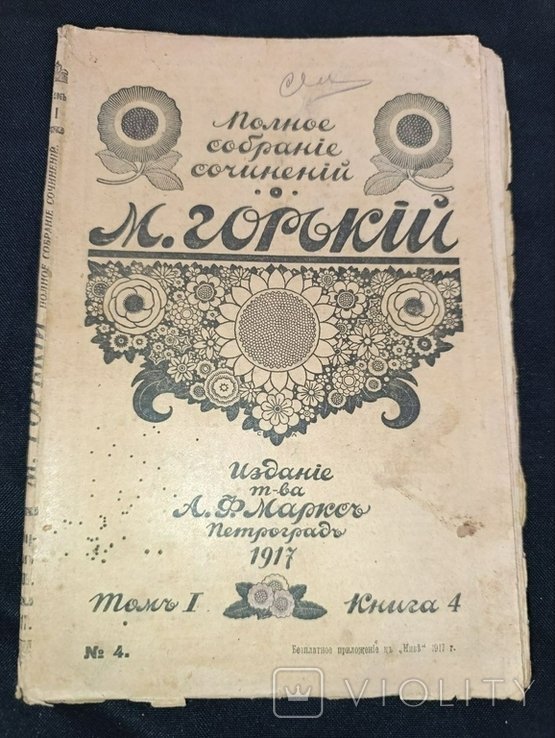 Полное
собраніе
сочиненій
М. ГОРЬКІЙ
Изданіе
т-ва
А. Ф. Марксъ
Петроградъ
1917
Томъ I
Книга 4
№ 4.
Безплатное приложеніе къ „Нивѣ“ 1917 г.
I
ПОЛНОЕ СОБРАНІЕ СОЧИНЕНІЙ
М. ГОРЬКІЙ
VIOLITY